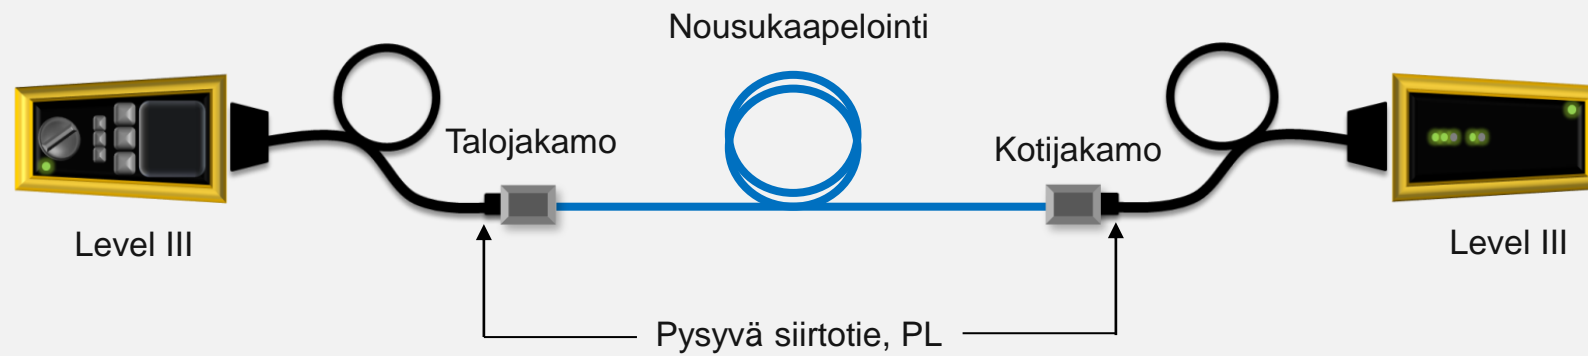 Nousukaapelointi
Talojakamo
Kotijakamo
Level III
Level III
Pysyvä siirtotie, PL